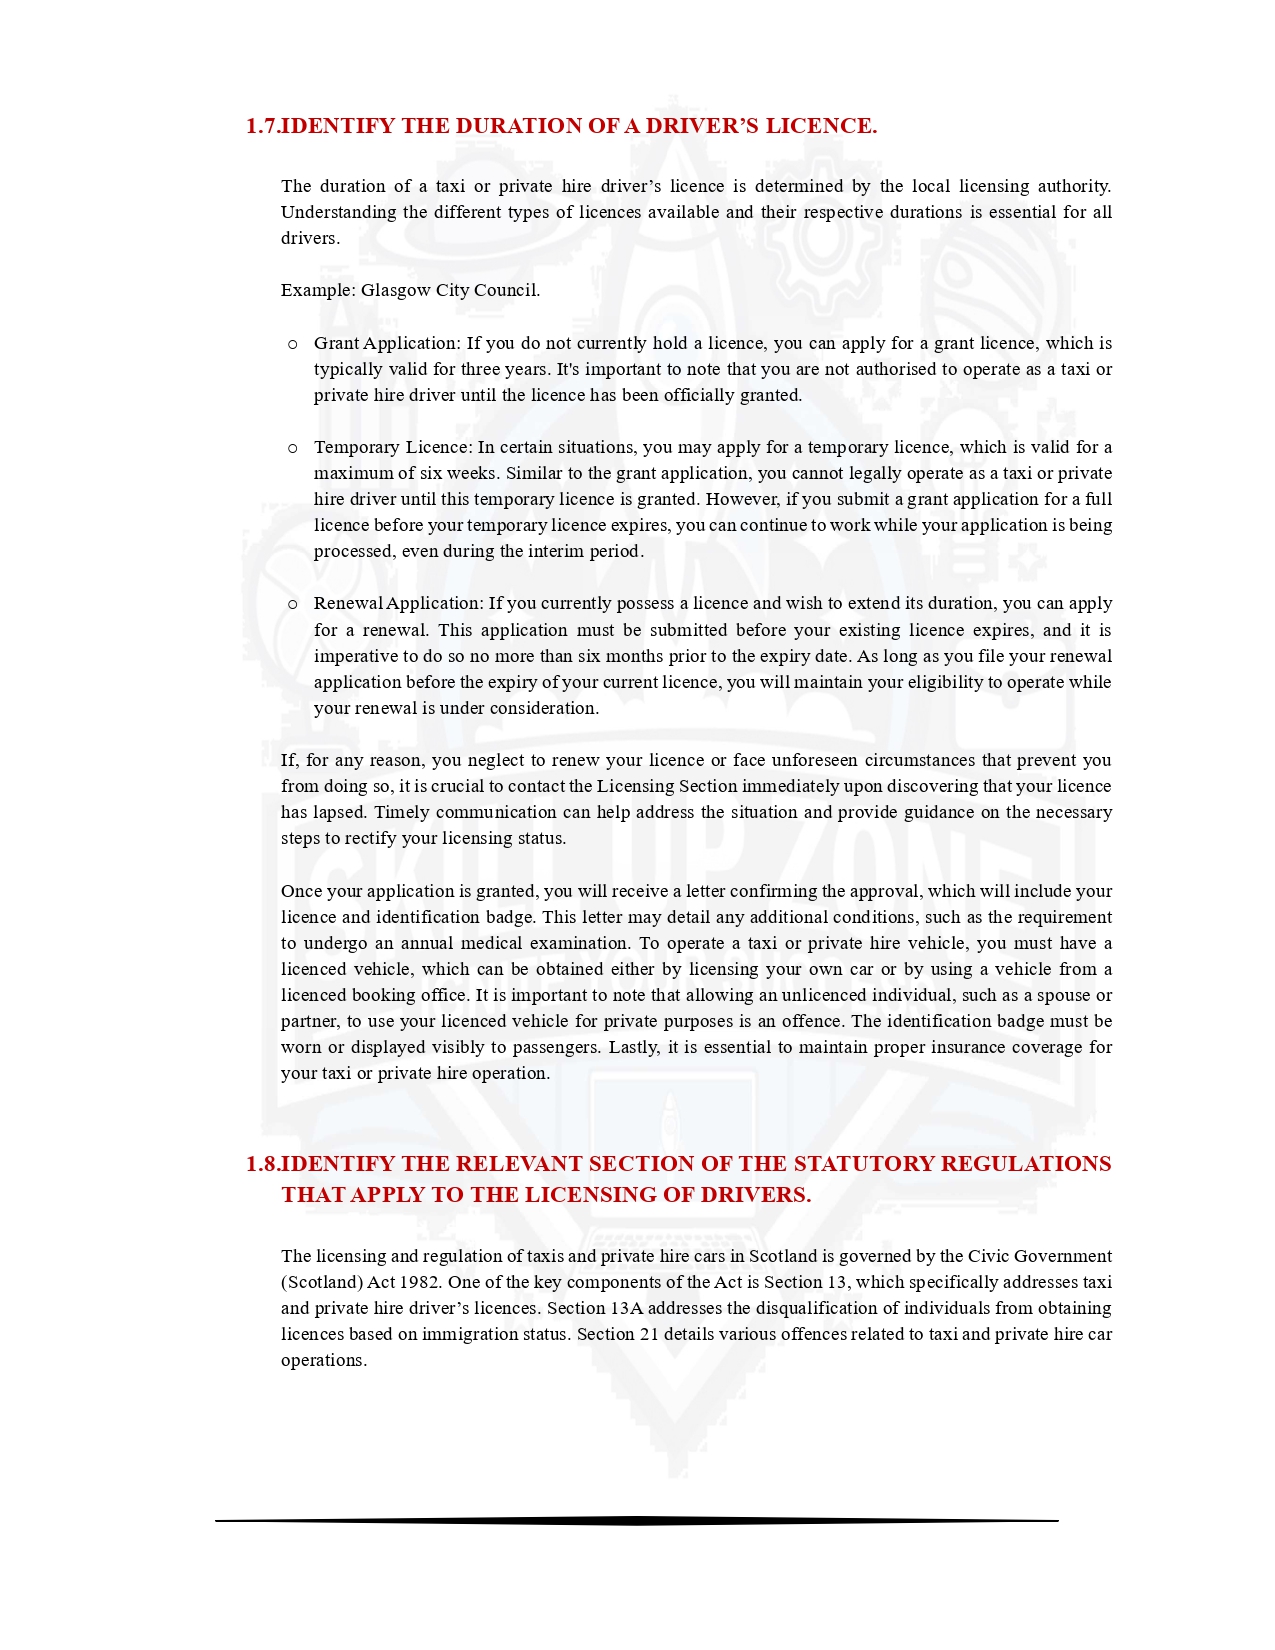 1.7.IDENTIFY THE DURATION OF A DRIVER’S LICENCE.
The duration of a taxi or private hire driver’s licence is determined by the local licensing authority.
Understanding the different types of licences available and their respective durations is essential for all
drivers.
Example: Glasgow City Council.
o Grant Application: If you do not currently hold a licence, you can apply for a grant licence, which is
typically valid for three years. It's important to note that you are not authorised to operate as a taxi or
private hire driver until the licence has been officially granted.
o Temporary Licence: In certain situations, you may apply for a temporary licence, which is valid for a
maximum of six weeks. Similar to the grant application, you cannot legally operate as a taxi or private
hire driver until this temporary licence is granted. However, if you submit a grant application for a full
licence before your temporary licence expires, you can continue to work while your application is being
processed, even during the interim period.
o Renewal Application: If you currently possess a licence and wish to extend its duration, you can apply
for a renewal. This application must be submitted before your existing licence expires, and it is
imperative to do so no more than six months prior to the expiry date. As long as you file your renewal
application before the expiry of your current licence, you will maintain your eligibility to operate while
your renewal is under consideration.
If, for any reason, you neglect to renew your licence or face unforeseen circumstances that prevent you
from doing so, it is crucial to contact the Licensing Section immediately upon discovering that your licence
has lapsed. Timely communication can help address the situation and provide guidance on the necessary
steps to rectify your licensing status.
SKILL UP ZONE
Once your application is granted, you will receive a letter confirming the approval, which will include your
licence and identification badge. This letter may detail any additional conditions, such as the requirement
to undergo an annual medical examination. To operate a taxi or private hire vehicle, you must have a
licenced vehicle, which can be obtained either by licensing your own car or by using a vehicle from a
licenced booking office. It is important to note that allowing an unlicenced individual, such as a spouse or
partner, to use your licenced vehicle for private purposes is an offence. The identification badge must be
worn or displayed visibly to passengers. Lastly, it is essential to maintain proper insurance coverage for
your taxi or private hire operation.
1.8.IDENTIFY THE RELEVANT SECTION OF THE STATUTORY REGULATIONS
THAT APPLY TO THE LICENSING OF DRIVERS.
The licensing and regulation of taxis and private hire cars in Scotland is governed by the Civic Government
(Scotland) Act 1982. One of the key components of the Act is Section 13, which specifically addresses taxi
and private hire driver’s licences. Section 13A addresses the disqualification of individuals from obtaining
licences based on immigration status. Section 21 details various offences related to taxi and private hire car
operations.